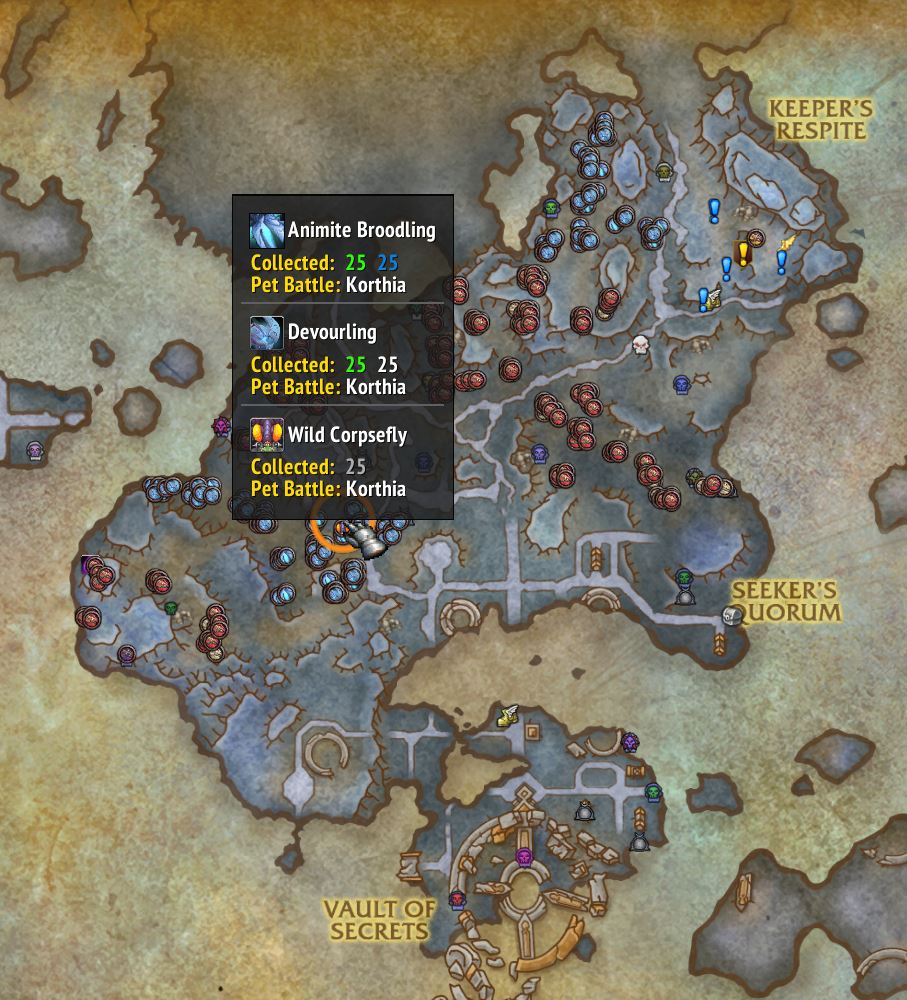 KEEPER'S
RESPITE
Animite Broodling
Collected: 25 25
Pet Battle: Korthia
Devourling
Collected: 25 25
Pet Battle: Korthia
Wild Corpsefly
Collected: 25
Pet Battle: Korthia
SEEKER'S
QUORUM
VAULT OF
SECRETS